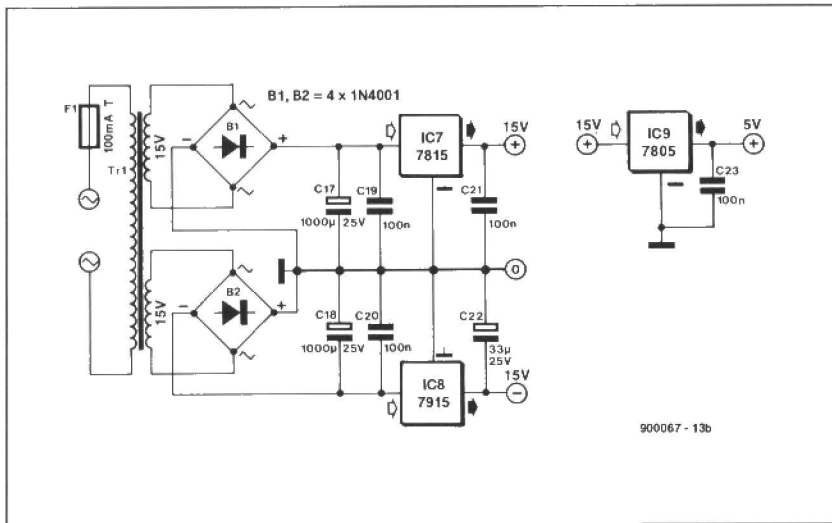 F1
100mA T
Tr1
15V
15V
~
B1
~
−
+
B1, B2 = 4 x 1N4001
~
B2
~
−
+
C17
1000µ 25V
C19
100n
IC7
7815
C21
100n
15V
+
0
C18
1000µ 25V
C20
100n
IC8
7915
C22
33µ
25V
15V
−
15V
+
IC9
7805
C23
100n
5V
+
900067 - 13b